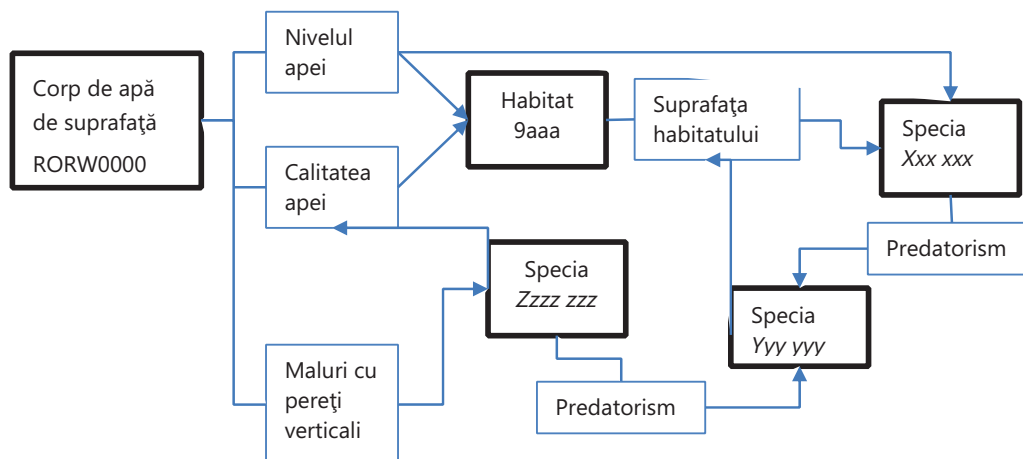 Nivelul
apei
Corp de apă
de suprafaţă
RORW0000
Habitat
9aaa
Suprafaţa
habitatului
Specia
Xxx xxx
Calitatea
apei
Predatorism
Specia
Zzzz zzz
Specia
Yyy yyy
Maluri cu
pereţi
verticali
Predatorism